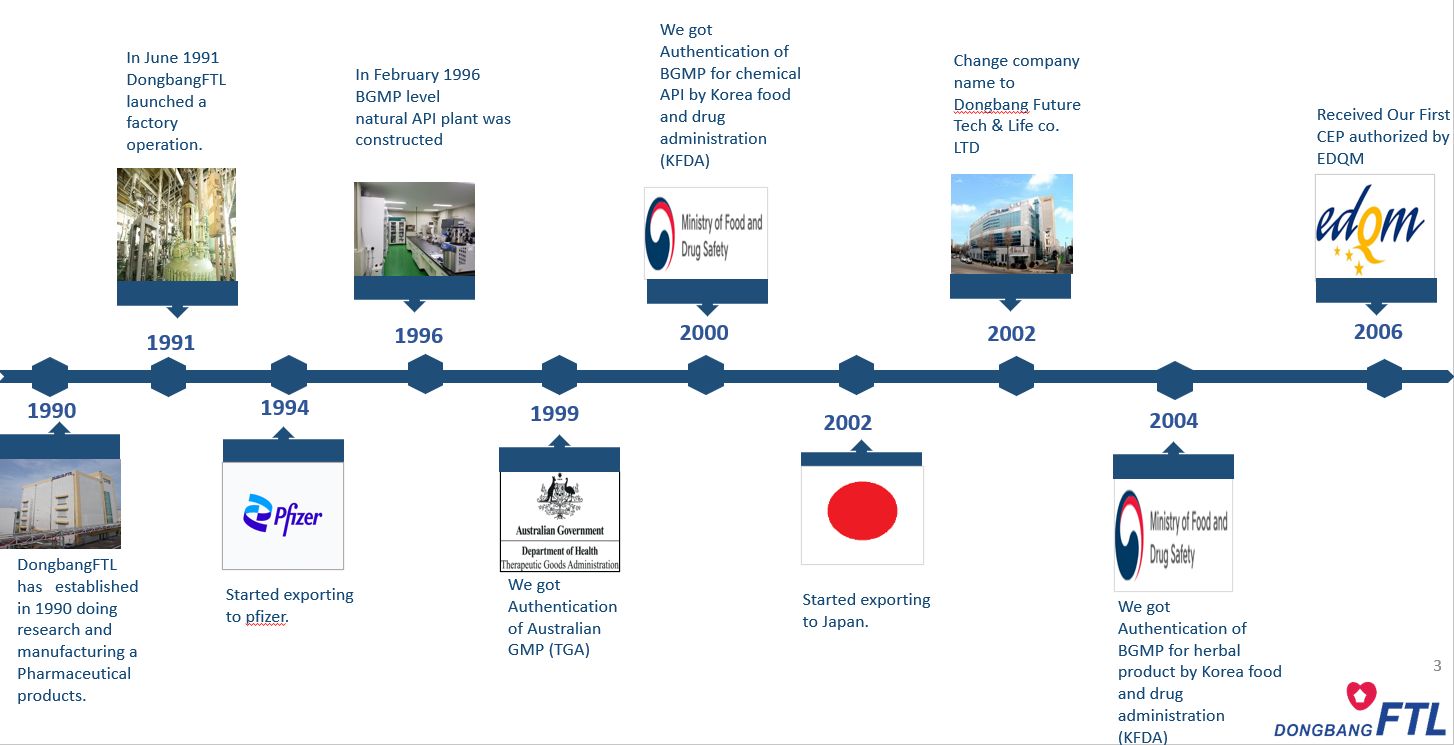 In June 1991
DongbangFTL
launched a
factory
operation.
1991
In February 1996
BGMP level
natural API plant was
constructed
1996
We got
Authentication of
BGMP for chemical
API by Korea food
and drug
administration
(KFDA)
Ministry of Food and
Drug Safety
2000
Change company
name to
Dongbang Future
Tech & Life co.
LTD
2002
Received Our First
CEP authorized by
EDQM
edQm
2006
1990
DongbangFTL
has established
in 1990 doing
research and
manufacturing a
Pharmaceutical
products.
1994
Pfizer
Started exporting
to pfizer.
1999
Australian Government
Department of Health
Therapeutic Goods Administration
We got
Authentication
of Australian
GMP (TGA)
2002
Started exporting
to Japan.
2004
Ministry of Food and
Drug Safety
We got
Authentication of
BGMP for herbal
product by Korea food
and drug
administration
(KFDA)
3
DONGBANG FTL